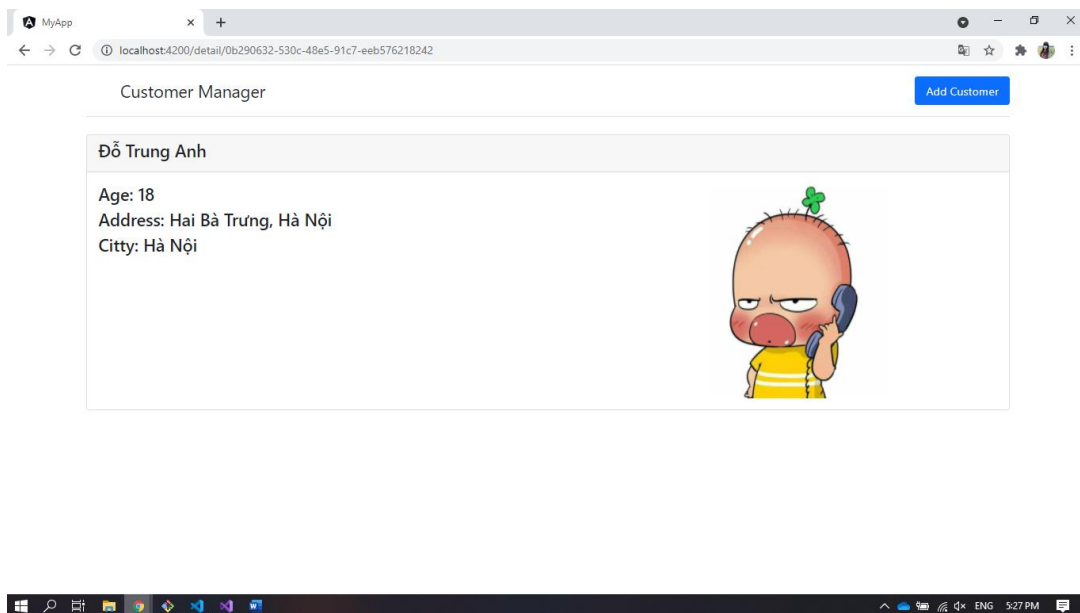 MyApp
localhost:4200/detail/0b290632-530c-48e5-91c7-eeb576218242
Customer Manager
Add Customer
Đỗ Trung Anh
Age: 18
Address: Hai Bà Trưng, Hà Nội
Citty: Hà Nội
ENG
5:27 PM